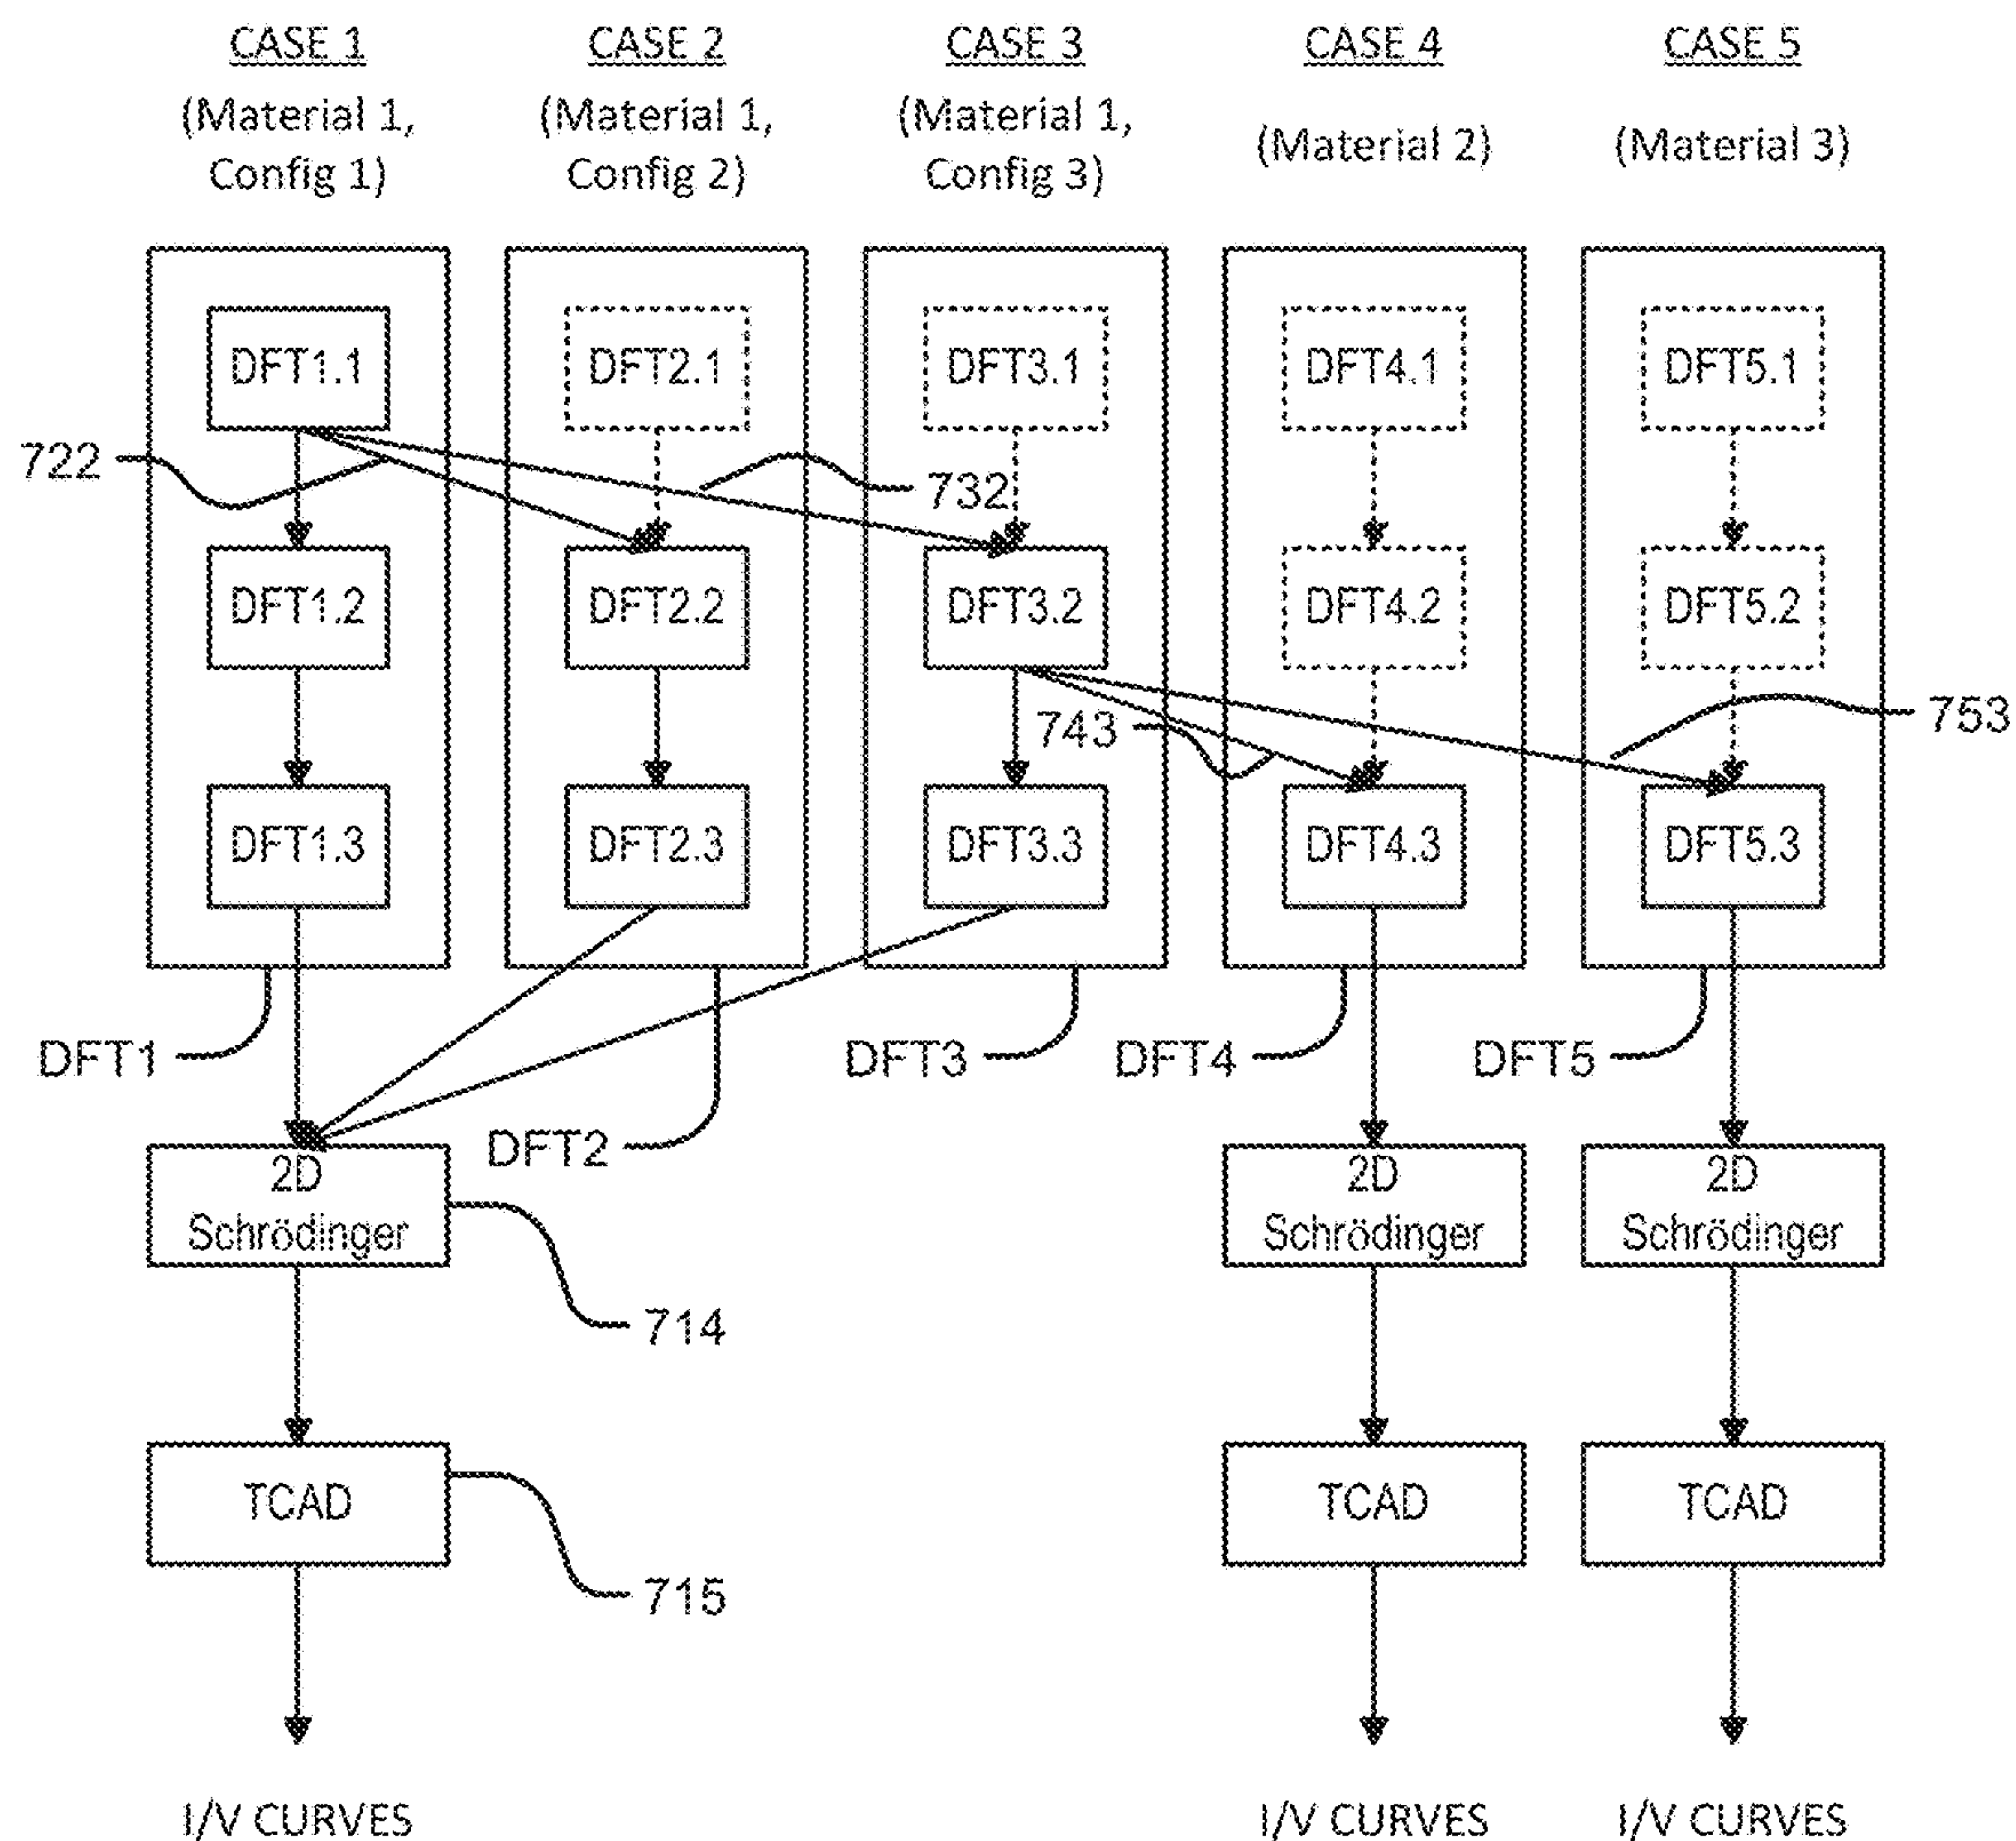 CASE 1
CASE 2
CASE 3
CASE 4
CASE 5
(Material 1,
Config 1)
(Material 1,
Config 2)
(Material 1,
Config 3)
(Material 2)
(Material 3)
DFT1.1
DFT2.1
DFT3.1
DFT4.1
DFT5.1
722
732
DFT1.2
DFT2.2
DFT3.2
DFT4.2
DFT5.2
743
753
DFT1.3
DFT2.3
DFT3.3
DFT4.3
DFT5.3
DFT1
DFT3
DFT4
DFT5
DFT2
2D
Schrödinger
2D
Schrödinger
2D
Schrödinger
714
TCAD
TCAD
TCAD
715
I/V CURVES
I/V CURVES
I/V CURVES